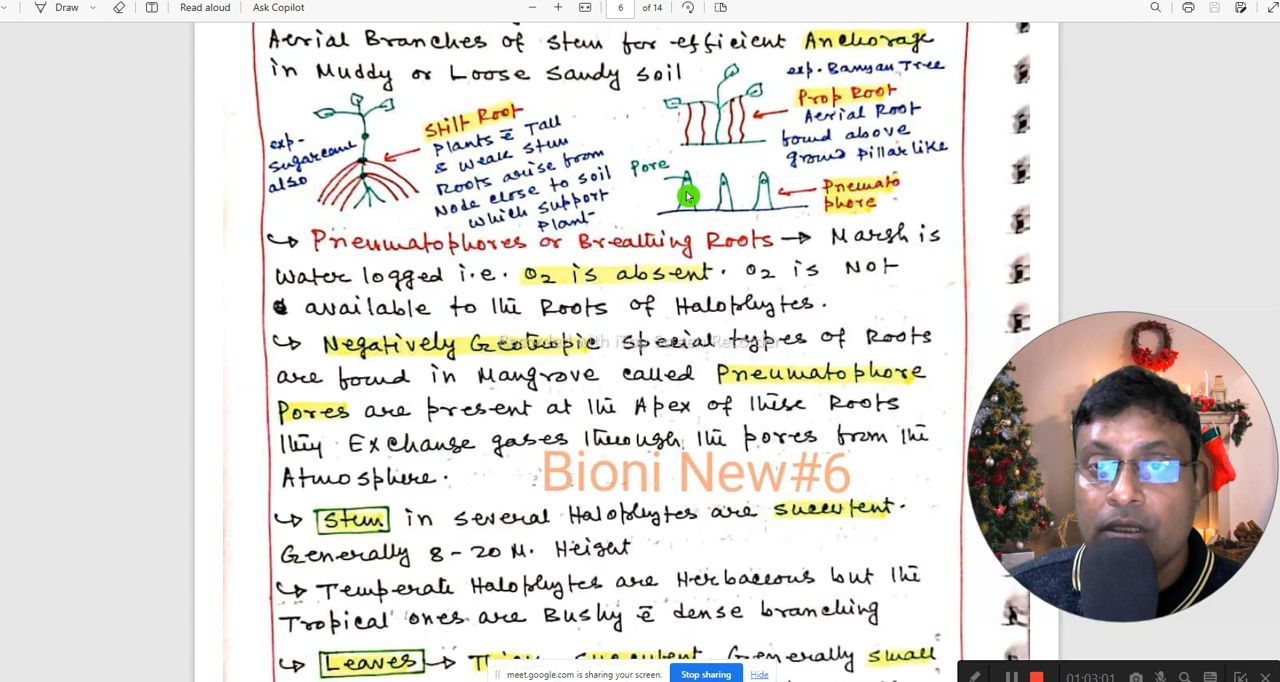 Draw
Read aloud
Ask Copilot
6 of 14
Aerial Branches of stem for efficient Anchorage
in Muddy or Loose Sandy soil
exp. Banyan Tree
Prop Root
Aerial Root
found above
ground Pillar like
exp-
sugarcane
also
Stilt Root
Plants c̄ Tall
& Weak stem
Roots arise from
Node close to soil
which support
plant-
Pore
Pnemato
phore
↪ Pneumatophores or Breathing Roots → Marsh is
Water logged i.e. O2 is absent. O2 is NOT
available to the Roots of Halophytes.
↪ Negatively Geotropic Special types of Roots
are found in Mangrove called Pneumatophore
Pores are present at the Apex of these Roots
they Exchange gases through the pores from the
Atmosphere.
Bioni New#6
↪ Stem in several Halophytes are succulent.
Generally 8-20 M. Height
↪ Temperate Halophytes are Herbaceous but the
Tropical ones are Bushy c̄ dense branching
↪ Leaves → succulent Generally small
meet.google.com is sharing your screen.
Stop sharing
Hide
01:03:01